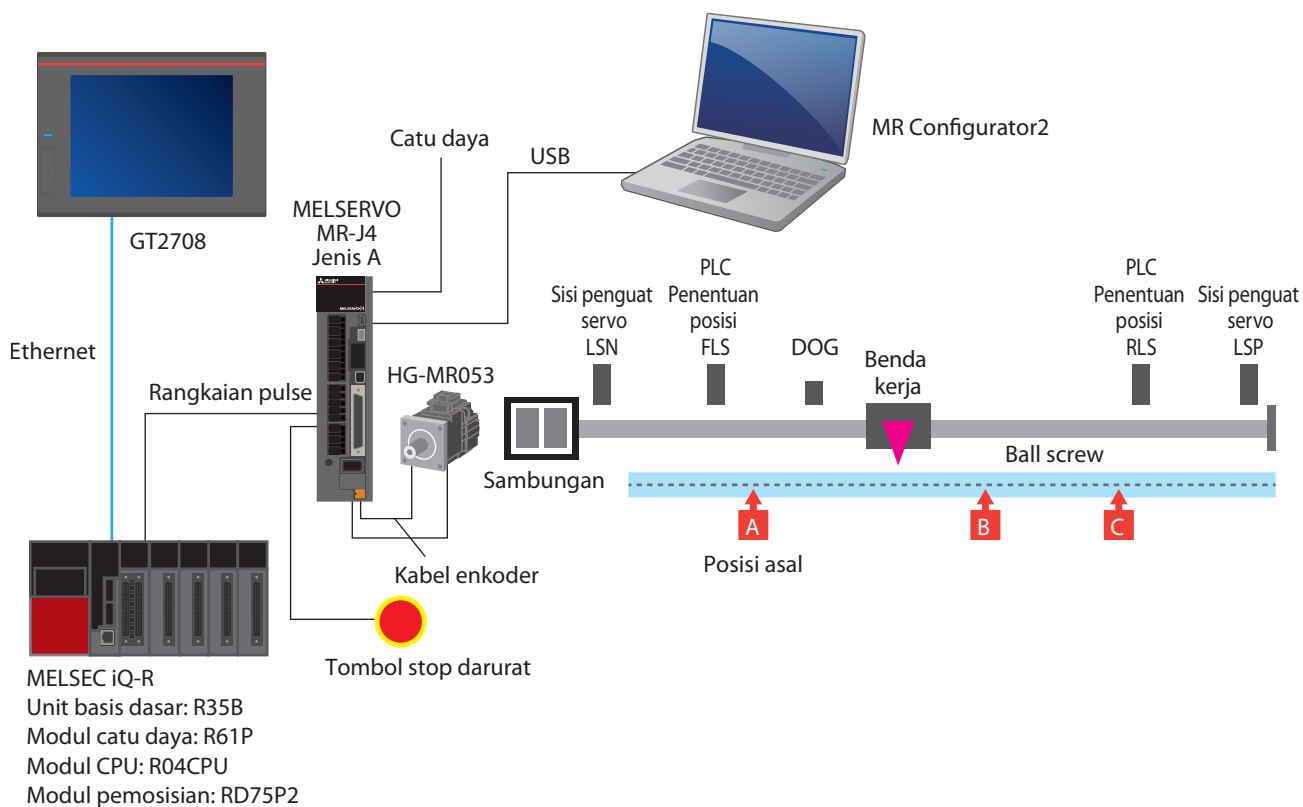 GT2708
Ethernet
Catu daya
USB
MR Configurator2
MELSERVO
MR-J4
Jenis A
Rangkaian pulse
HG-MR053
Sambungan
Sisi penguat
servo
LSN
PLC
Penentuan
posisi
FLS
DOG
Benda
kerja
PLC
Penentuan
posisi
RLS
Sisi penguat
servo
LSP
Ball screw
A
B
C
Posisi asal
Kabel enkoder
Tombol stop darurat
MELSEC iQ-R
Unit basis dasar: R35B
Modul catu daya: R61P
Modul CPU: R04CPU
Modul pemosisian: RD75P2